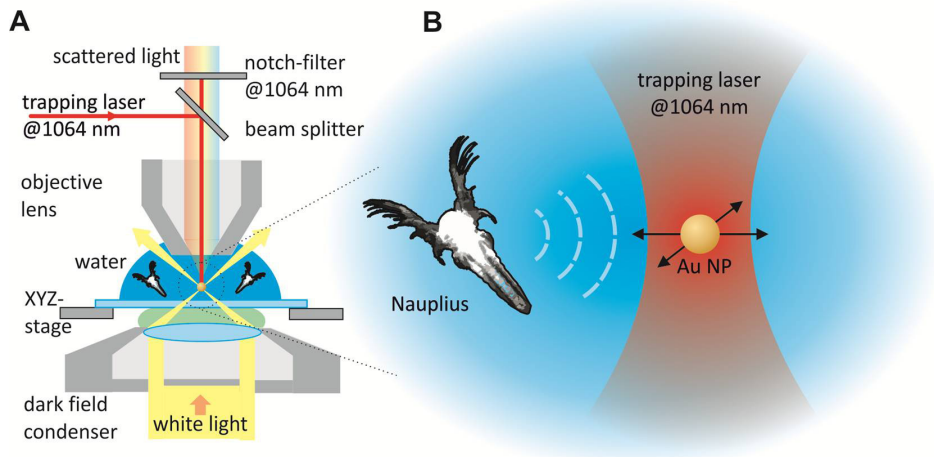 A
scattered light
notch-filter
@1064 nm
trapping laser
@1064 nm
beam splitter
objective
lens
water
XYZ-
stage
dark field
condenser
white light
B
trapping laser
@1064 nm
Au NP
Nauplius